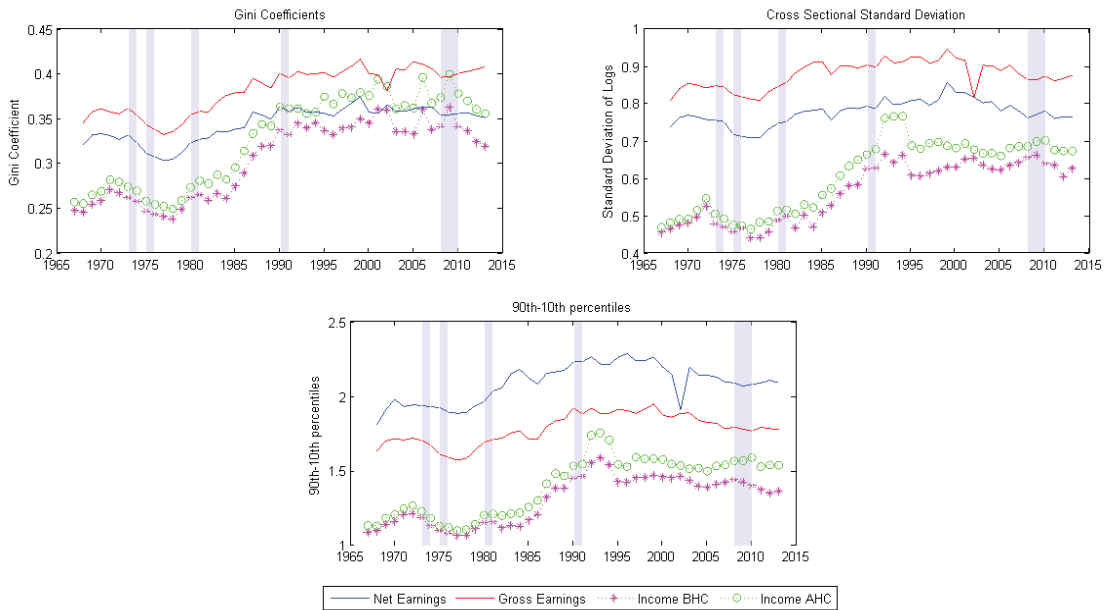 Gini Coefficients
Gini Coefficient
0.45
0.4
0.35
0.3
0.25
0.2
1965 1970 1975 1980 1985 1990 1995 2000 2005 2010 2015
Cross Sectional Standard Deviation
Standard Deviation of Logs
1
0.9
0.8
0.7
0.6
0.5
0.4
1965 1970 1975 1980 1985 1990 1995 2000 2005 2010 2015
90th-10th percentiles
90th-10th percentiles
2.5
2
1.5
1
1965 1970 1975 1980 1985 1990 1995 2000 2005 2010 2015
Net Earnings Gross Earnings Income BHC Income AHC